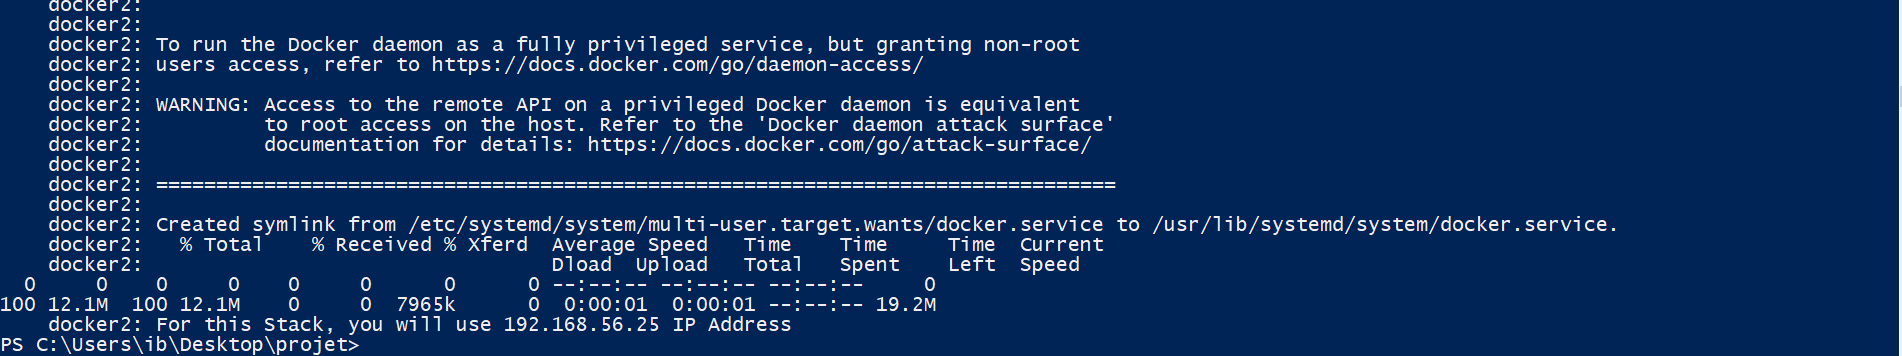 docker2:
docker2:
docker2: To run the Docker daemon as a fully privileged service, but granting non-root
docker2: users access, refer to https://docs.docker.com/go/daemon-access/
docker2:
docker2: WARNING: Access to the remote API on a privileged Docker daemon is equivalent
docker2:          to root access on the host. Refer to the 'Docker daemon attack surface'
docker2:          documentation for details: https://docs.docker.com/go/attack-surface/
docker2:
docker2: ================================================================================
docker2:
docker2: Created symlink from /etc/systemd/system/multi-user.target.wants/docker.service to /usr/lib/systemd/system/docker.service.
docker2:   % Total    % Received % Xferd  Average Speed   Time    Time     Time  Current
docker2:                                  Dload  Upload   Total   Spent    Left  Speed
0     0    0     0    0     0      0      0 --:--:-- --:--:-- --:--:--     0
100 12.1M  100 12.1M    0     0  7965k      0  0:00:01  0:00:01 --:--:-- 19.2M
docker2: For this Stack, you will use 192.168.56.25 IP Address
PS C:\Users\ib\Desktop\projet>